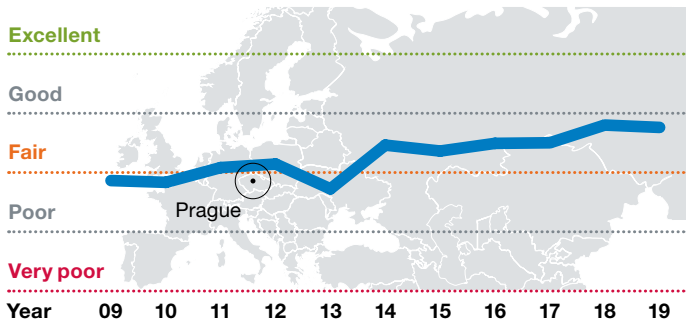 Excellent
Good
Fair
Prague
Poor
Very poor
Year 09 10 11 12 13 14 15 16 17 18 19